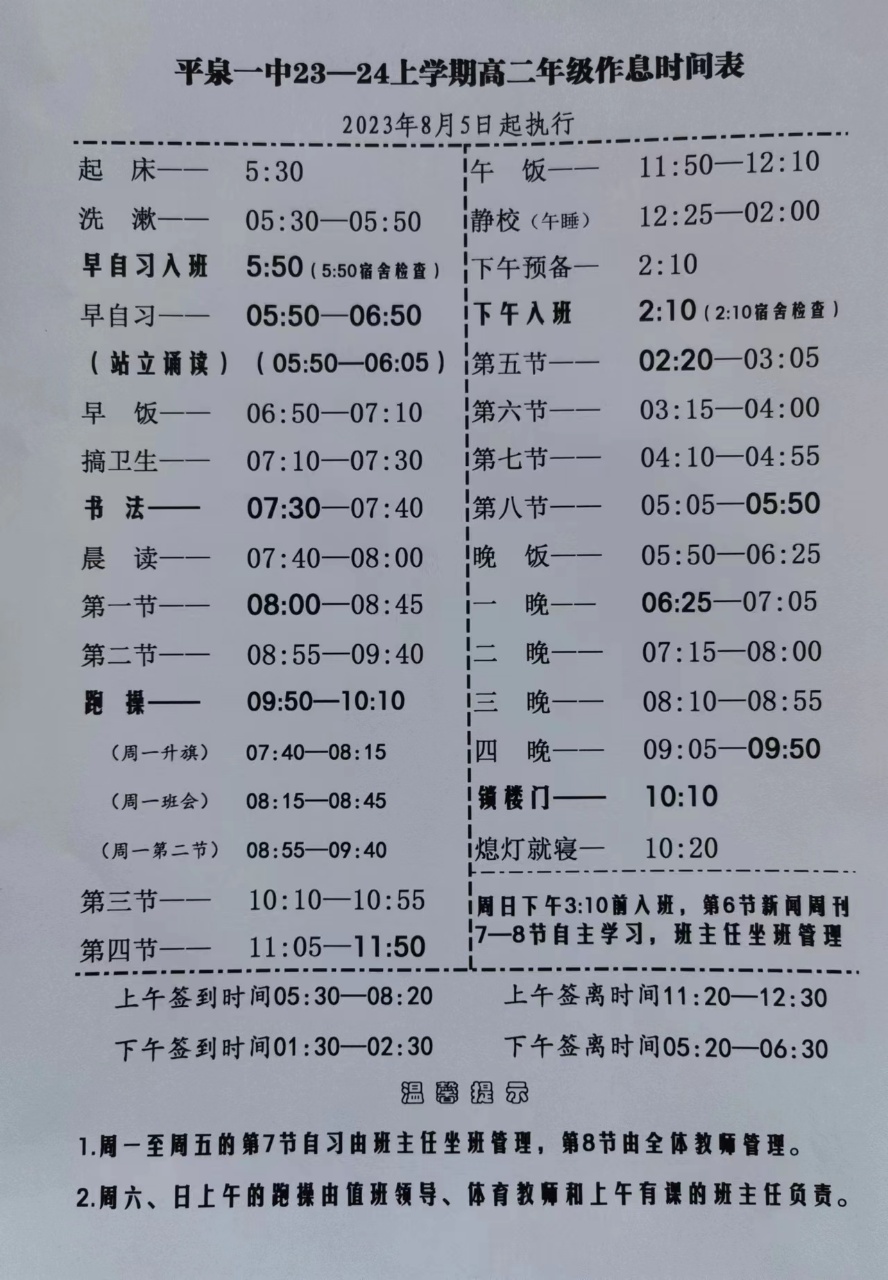 平泉一中23—24上学期高二年级作息时间表
2023年8月5日起执行
起 床—— 5:30
洗 漱—— 05:30—05:50
早自习入班 5:50(5:50宿舍检查)
早自习—— 05:50—06:50
(站立诵读) (05:50—06:05)
早 饭—— 06:50—07:10
搞卫生—— 07:10—07:30
书 法—— 07:30—07:40
晨 读—— 07:40—08:00
第一节—— 08:00—08:45
第二节—— 08:55—09:40
跑 操—— 09:50—10:10
(周一升旗) 07:40—08:15
(周一班会) 08:15—08:45
(周一第二节) 08:55—09:40
第三节—— 10:10—10:55
第四节—— 11:05—11:50
午 饭—— 11:50—12:10
静校(午睡) 12:25—02:00
下午预备— 2:10
下午入班 2:10(2:10宿舍检查)
第五节—— 02:20—03:05
第六节—— 03:15—04:00
第七节—— 04:10—04:55
第八节—— 05:05—05:50
晚 饭—— 05:50—06:25
一 晚—— 06:25—07:05
二 晚—— 07:15—08:00
三 晚—— 08:10—08:55
四 晚—— 09:05—09:50
锁楼门—— 10:10
熄灯就寝— 10:20
周日下午3:10前入班，第6节新闻周刊
7—8节自主学习，班主任坐班管理
上午签到时间05:30—08:20 上午签离时间11:20—12:30
下午签到时间01:30—02:30 下午签离时间05:20—06:30
温馨提示
1.周一至周五的第7节自习由班主任坐班管理，第8节由全体教师管理。
2.周六、日上午的跑操由值班领导、体育教师和上午有课的班主任负责。